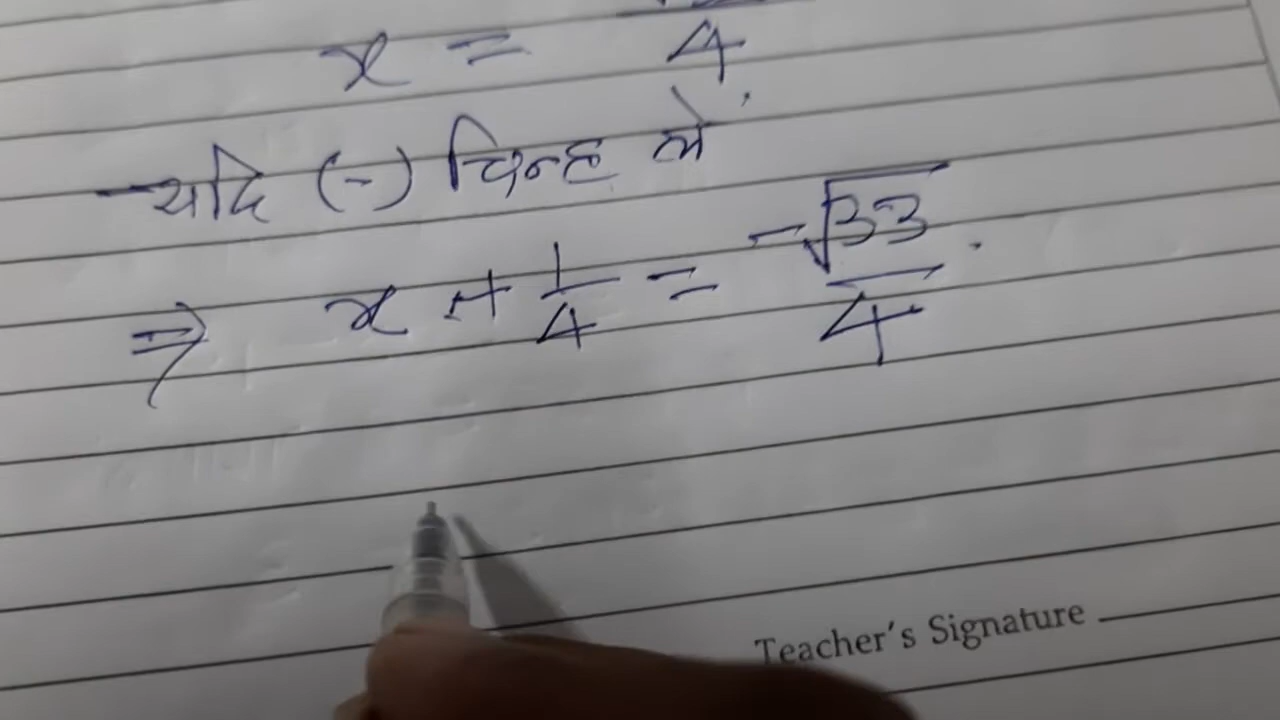 x = 4
यदि (-) चिन्ह ले
⇒ x + 1/4 = -√33/4
Teacher's Signature